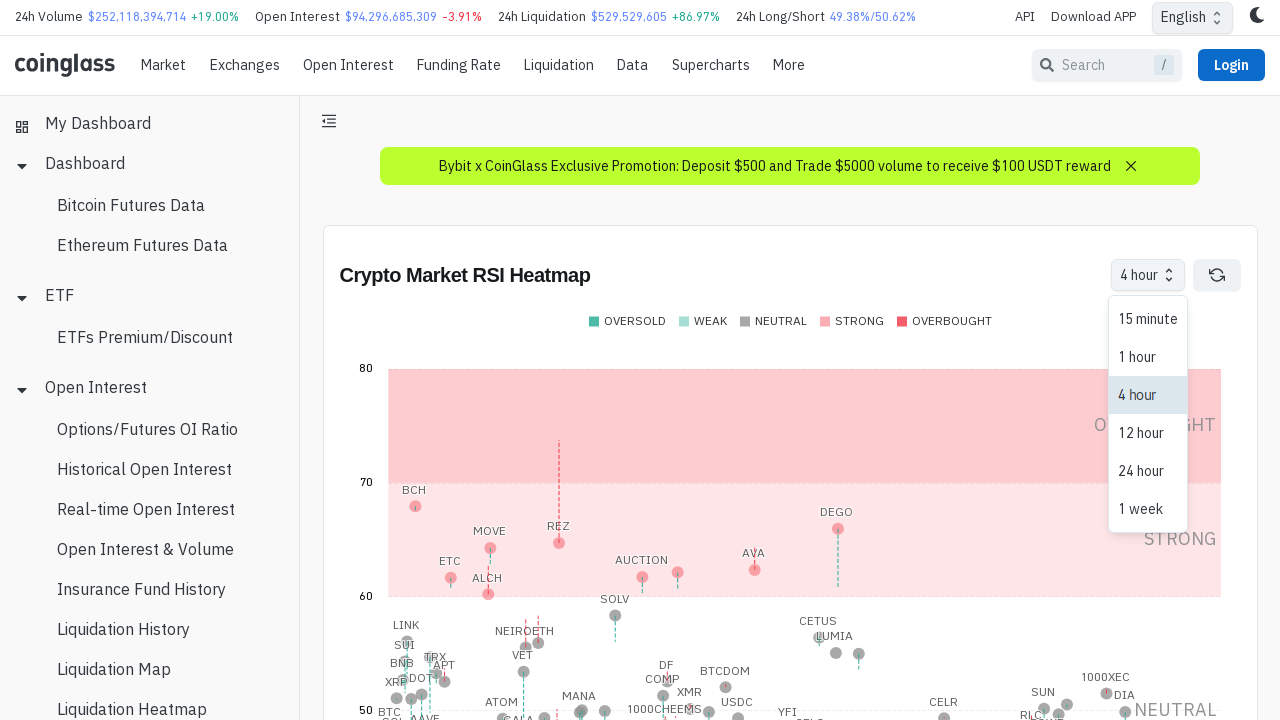 24h Volume $252,118,394,714 +19.00% Open Interest $94,296,685,309 -3.91% 24h Liquidation $529,529,605 +86.97% 24h Long/Short 49.38%/50.62% API Download APP English
coinglass Market Exchanges Open Interest Funding Rate Liquidation Data Supercharts More Search / Login
My Dashboard
Dashboard
Bitcoin Futures Data
Ethereum Futures Data
ETF
ETFs Premium/Discount
Open Interest
Options/Futures OI Ratio
Historical Open Interest
Real-time Open Interest
Open Interest & Volume
Insurance Fund History
Liquidation History
Liquidation Map
Liquidation Heatmap
Bybit x CoinGlass Exclusive Promotion: Deposit $500 and Trade $5000 volume to receive $100 USDT reward
Crypto Market RSI Heatmap
4 hour
15 minute
1 hour
4 hour
12 hour
24 hour
1 week
OVERSOLD WEAK NEUTRAL STRONG OVERBOUGHT
80
70
BCH
DEGO
REZ
MOVE
STRONG
AVA
ETC
AUCTION
ALCH
60
SOLV
CETUS
LINK
NEIROETH
LUMIA
SUI
VET
TRX
BNB
APT
DF
BTCDOM
DOT
COMP
1000XEC
XRP
XMR
SUN
DIA
MANA
ATOM
CELR
USDC
50
BTC
1000CHEEMS
YFI
NEUTRAL